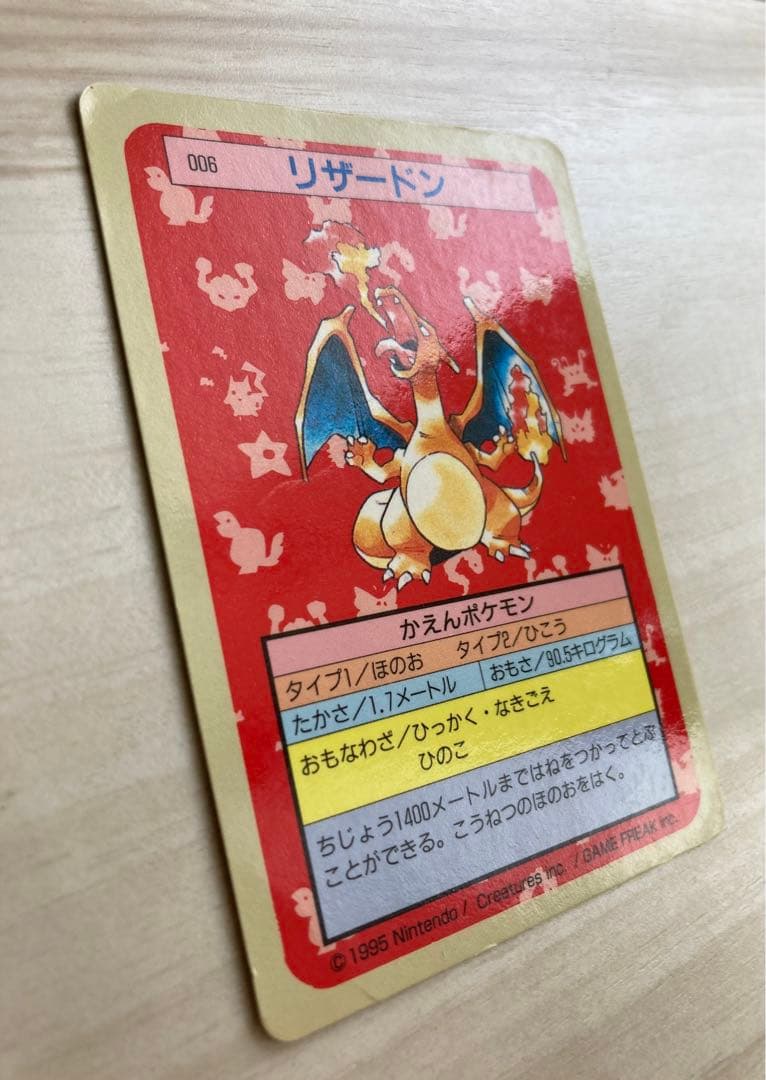 006 リザードン
かえんポケモン
タイプ1/ほのお タイプ2/ひこう
たかさ/1.7メートル おもさ/90.5キログラム
おもなわざ/ひっかく・なきごえ
ひのこ
ちじょう1400メートルまではねをつかってとぶ
ことができる。こうねつのほのおをはく。
©1995 Nintendo / Creatures inc. / GAME FREAK inc.